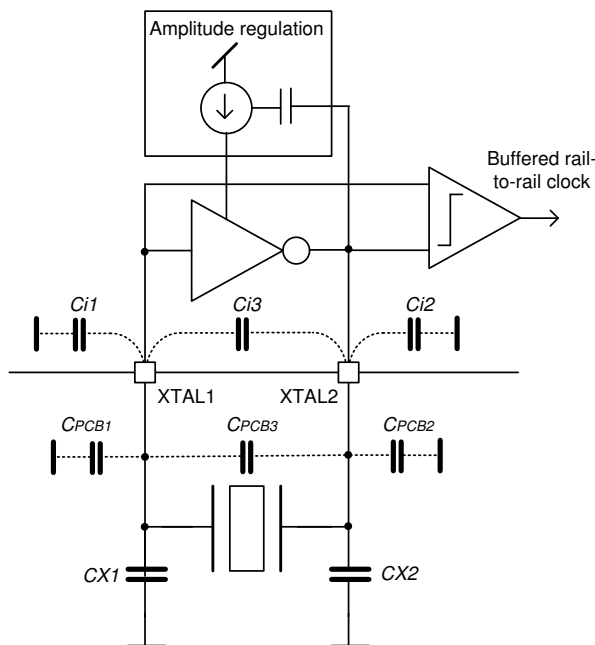 Amplitude regulation
Buffered rail-
to-rail clock
Ci1
Ci3
Ci2
XTAL1
XTAL2
CPCB1
CPCB3
CPCB2
CX1
CX2